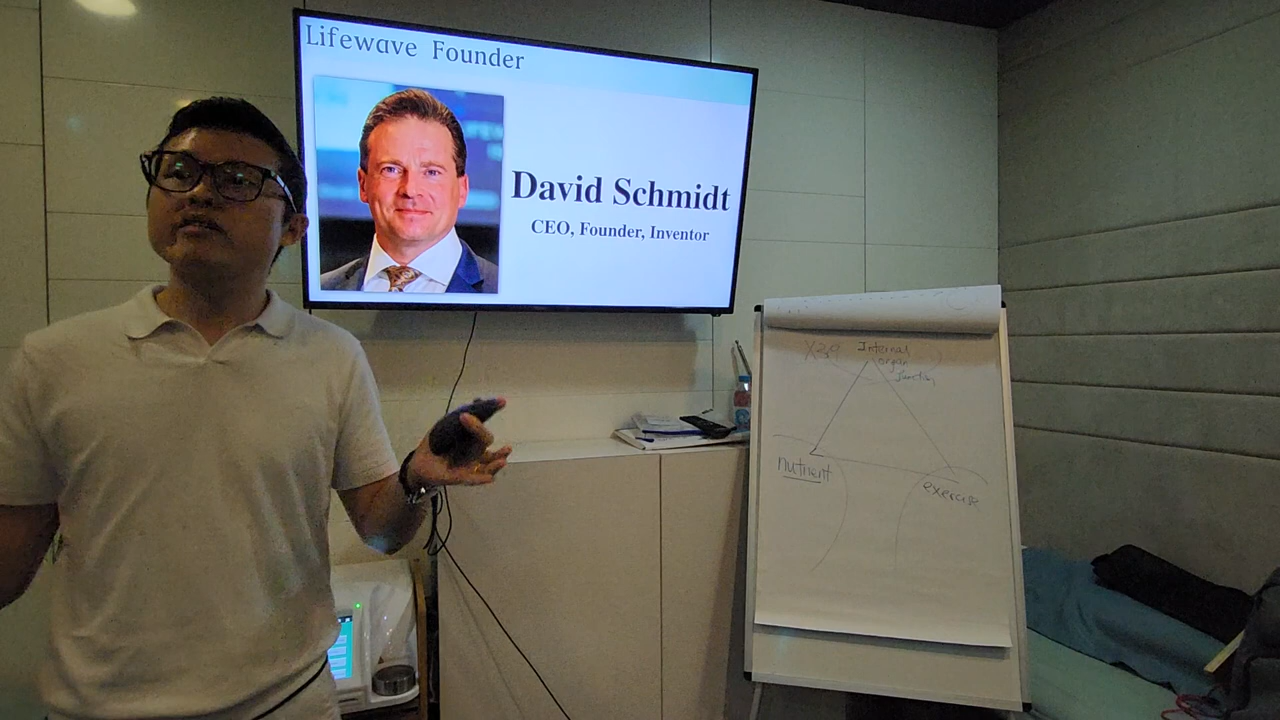 Lifewave Founder
David Schmidt
CEO, Founder, Inventor
X39
Internal
organ
function
nutrient
exercise